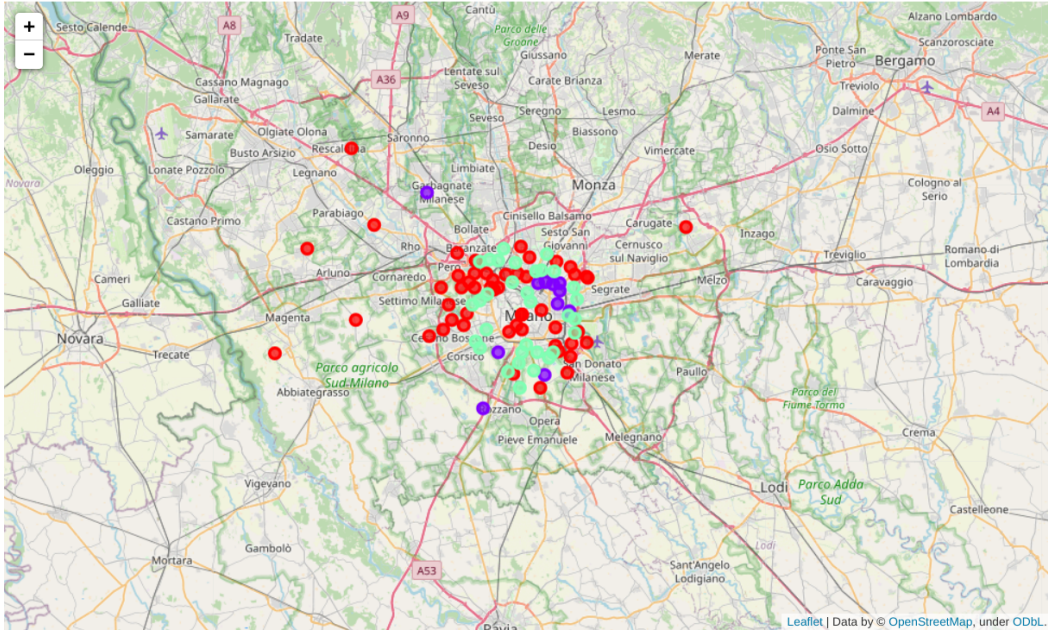 +
−
Sesto Calende
A8
A9
Cantù
Parco delle
Groane
Alzano Lombardo
Tradate
Giussano
Merate
Ponte San
Pietro
Scanzorosciate
Bergamo
A36
Lentate sul
Seveso
Carate Brianza
Treviolo
Cassano Magnago
Gallarate
Seveso
Seregno
Lesmo
Dalmine
A4
Samarate
Olgiate Olona
Saronno
Biassono
Busto Arsizio
Desio
Vimercate
Osio Sotto
Oleggio
Lonate Pozzolo
Legnano
Limbiate
Novara
Garbagnate
Milanese
Monza
Cologno al
Serio
Castano Primo
Parabiago
Cinisello Balsamo
Bollate
Sesto San
Giovanni
Carugate
Inzago
Rho
Cernusco
sul Naviglio
Treviglio
Romano di
Lombardia
Cameri
Arluno
Cornaredo
Pero
Melzo
Caravaggio
Galliate
Settimo Milanese
Segrate
Magenta
Milano
Novara
Trecate
Corsico
Parco agricolo
Sud Milano
San Donato
Milanese
Paullo
Abbiategrasso
Parco del
Fiume Tormo
Opera
Pieve Emanuele
Melegnano
Crema
Vigevano
Lodi
Parco Adda
Sud
Castelleone
Gambolò
Lodi
Mortara
A53
Sant'Angelo
Lodigiano
Pavia
Leaflet | Data by © OpenStreetMap, under ODbL.